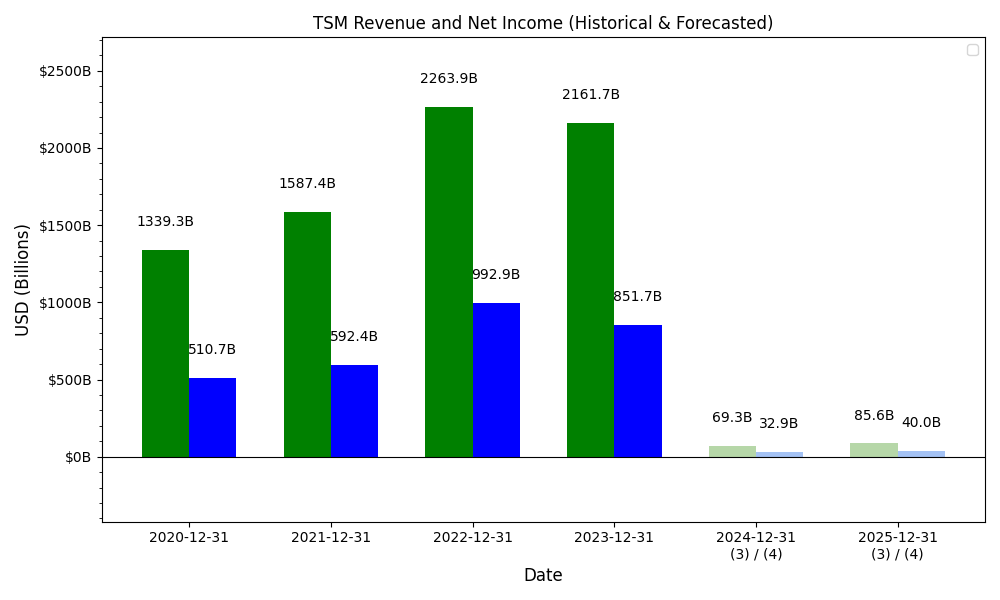 TSM Revenue and Net Income (Historical & Forecasted)
USD (Billions)
$2500B
$2000B
$1500B
$1000B
$500B
$0B
1339.3B
510.7B
1587.4B
592.4B
2263.9B
992.9B
2161.7B
851.7B
69.3B
32.9B
85.6B
40.0B
2020-12-31
2021-12-31
2022-12-31
2023-12-31
2024-12-31
(3) / (4)
2025-12-31
(3) / (4)
Date